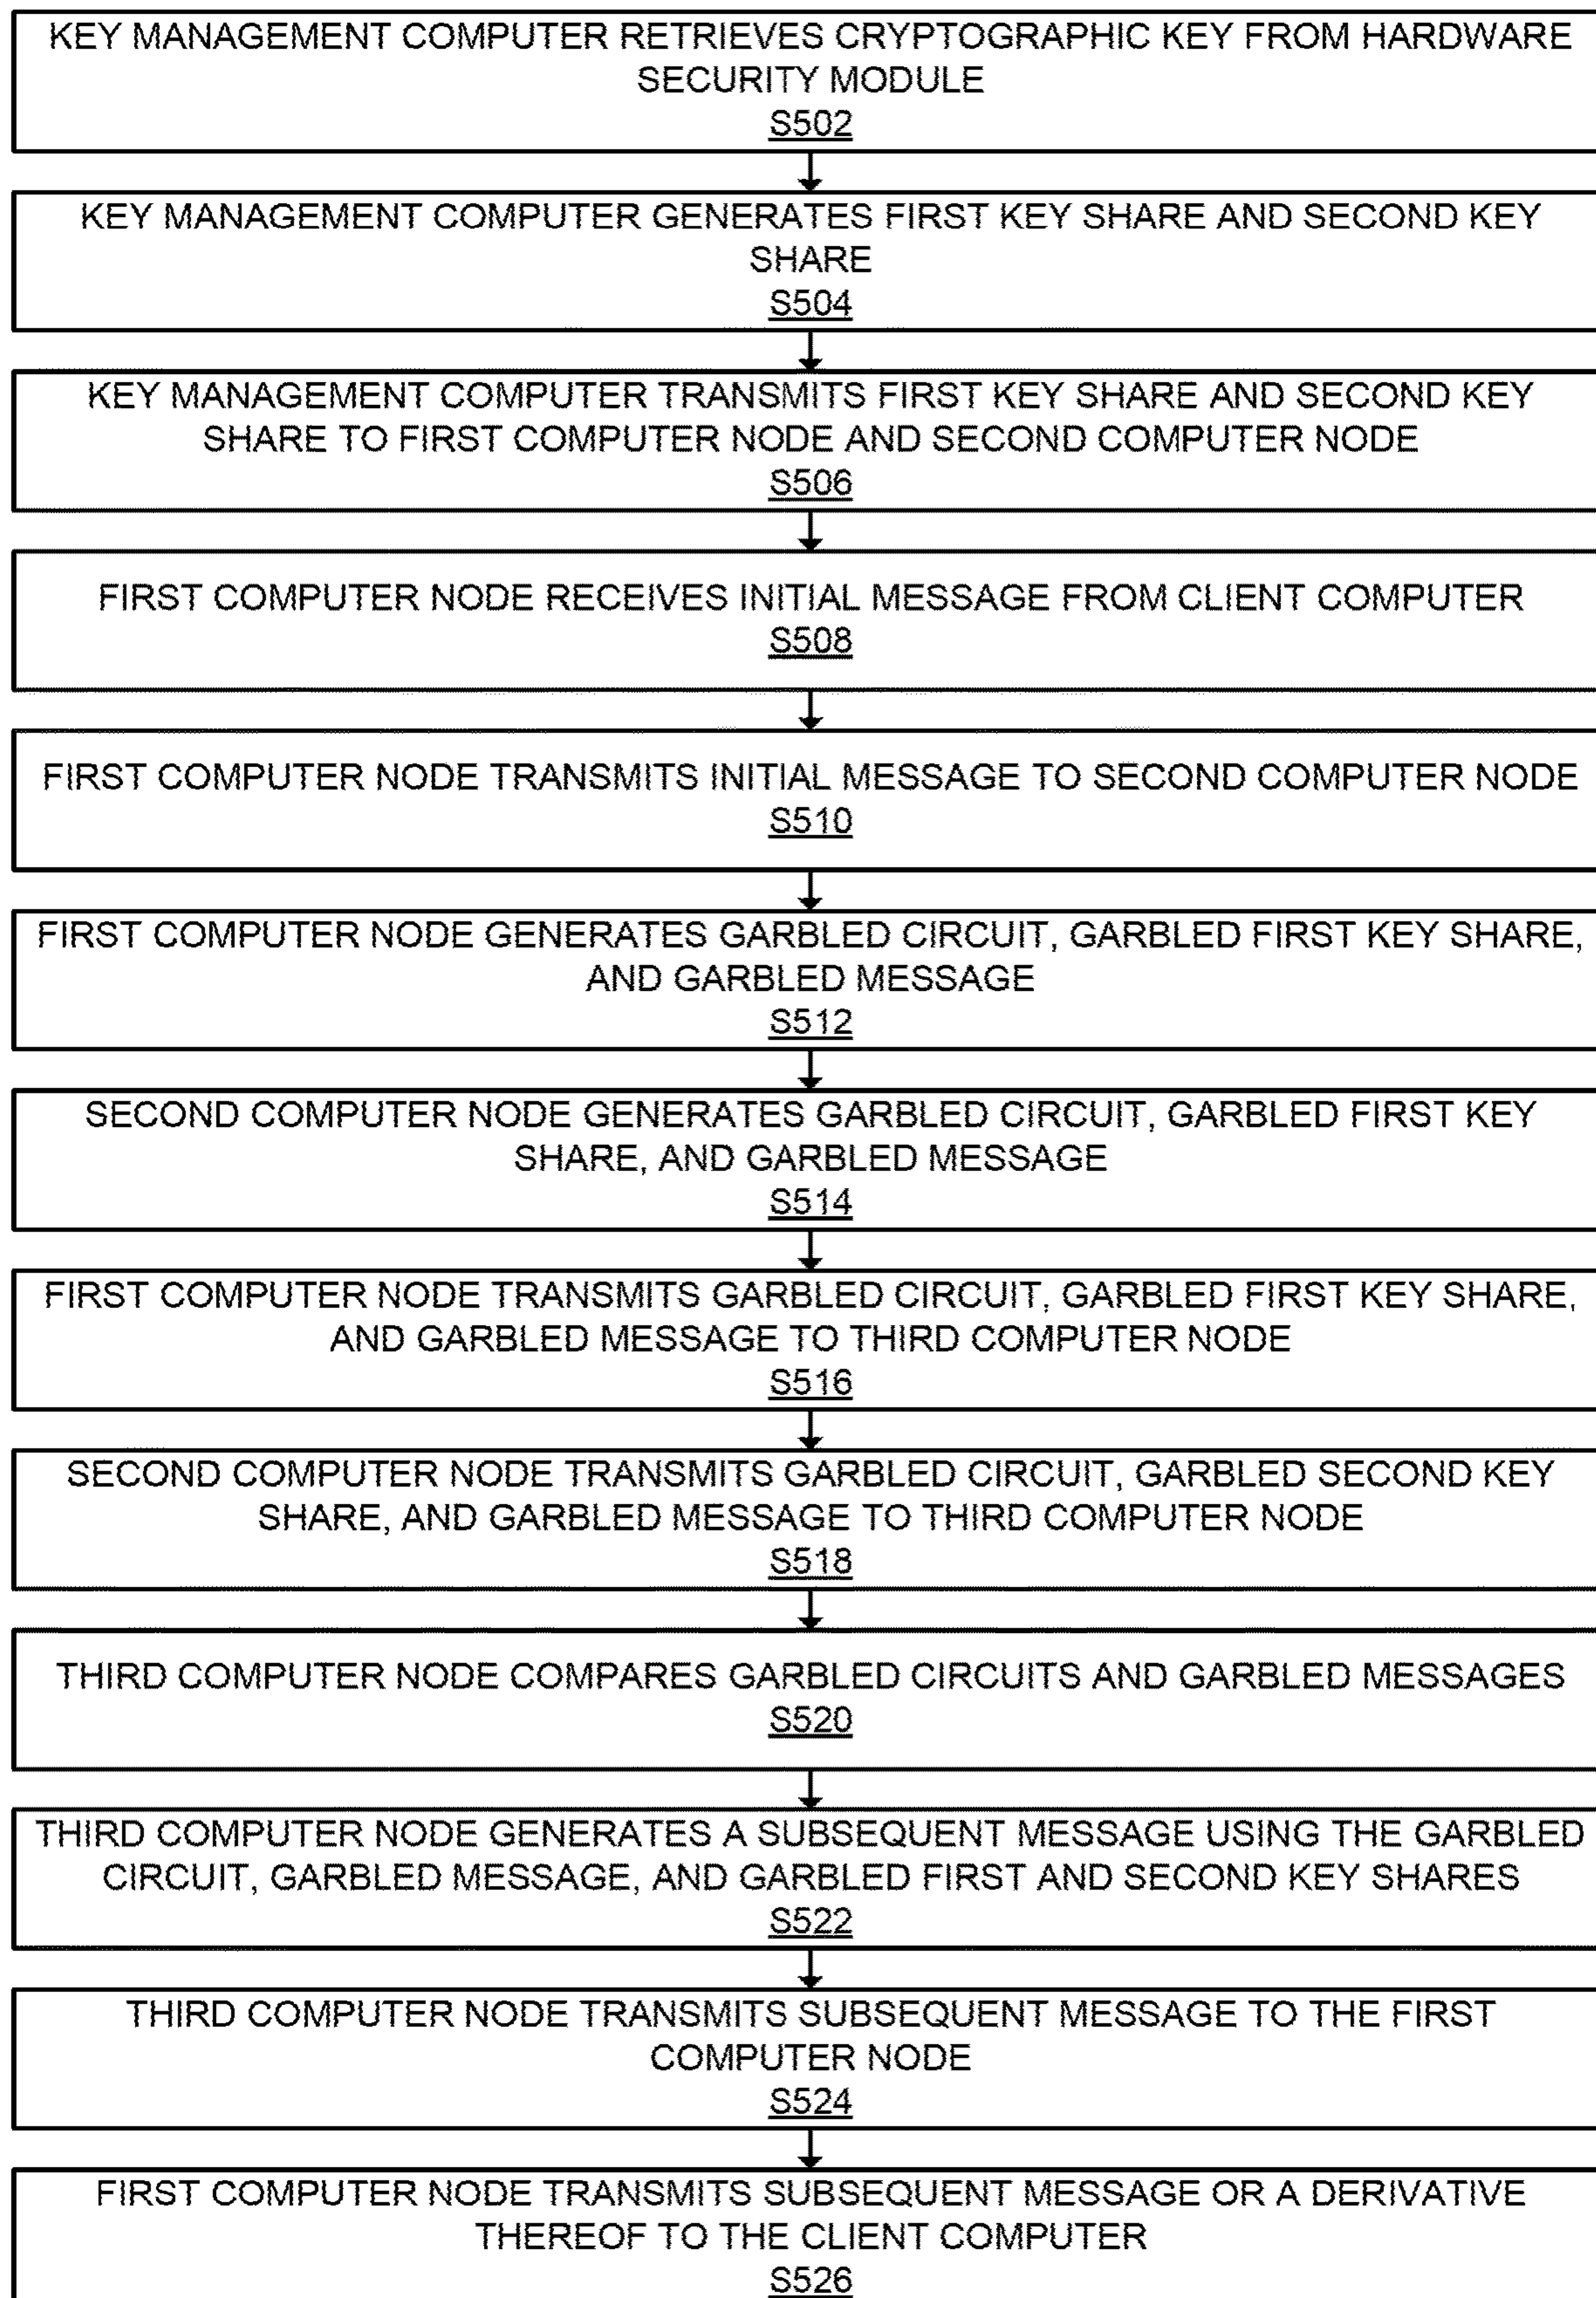 KEY MANAGEMENT COMPUTER RETRIEVES CRYPTOGRAPHIC KEY FROM HARDWARE
SECURITY MODULE
S502
KEY MANAGEMENT COMPUTER GENERATES FIRST KEY SHARE AND SECOND KEY
SHARE
S504
KEY MANAGEMENT COMPUTER TRANSMITS FIRST KEY SHARE AND SECOND KEY
SHARE TO FIRST COMPUTER NODE AND SECOND COMPUTER NODE
S506
FIRST COMPUTER NODE RECEIVES INITIAL MESSAGE FROM CLIENT COMPUTER
S508
FIRST COMPUTER NODE TRANSMITS INITIAL MESSAGE TO SECOND COMPUTER NODE
S510
FIRST COMPUTER NODE GENERATES GARBLED CIRCUIT, GARBLED FIRST KEY SHARE,
AND GARBLED MESSAGE
S512
SECOND COMPUTER NODE GENERATES GARBLED CIRCUIT, GARBLED FIRST KEY
SHARE, AND GARBLED MESSAGE
S514
FIRST COMPUTER NODE TRANSMITS GARBLED CIRCUIT, GARBLED FIRST KEY SHARE,
AND GARBLED MESSAGE TO THIRD COMPUTER NODE
S516
SECOND COMPUTER NODE TRANSMITS GARBLED CIRCUIT, GARBLED SECOND KEY
SHARE, AND GARBLED MESSAGE TO THIRD COMPUTER NODE
S518
THIRD COMPUTER NODE COMPARES GARBLED CIRCUITS AND GARBLED MESSAGES
S520
THIRD COMPUTER NODE GENERATES A SUBSEQUENT MESSAGE USING THE GARBLED
CIRCUIT, GARBLED MESSAGE, AND GARBLED FIRST AND SECOND KEY SHARES
S522
THIRD COMPUTER NODE TRANSMITS SUBSEQUENT MESSAGE TO THE FIRST
COMPUTER NODE
S524
FIRST COMPUTER NODE TRANSMITS SUBSEQUENT MESSAGE OR A DERIVATIVE
THEREOF TO THE CLIENT COMPUTER
S526